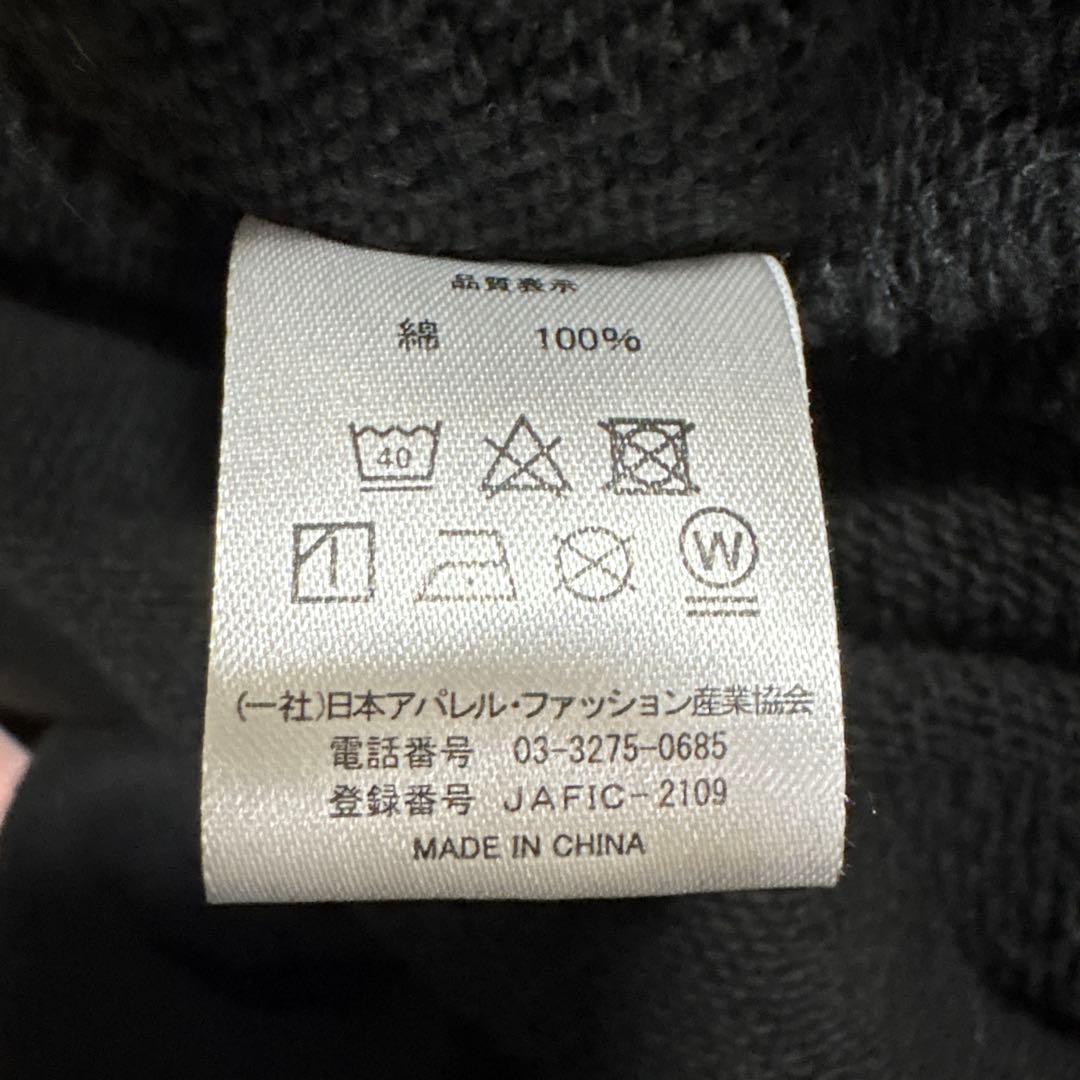 品質表示
綿 100%
40
W
(一社)日本アパレル・ファッション産業協会
電話番号 03-3275-0685
登録番号 JAFIC-2109
MADE IN CHINA